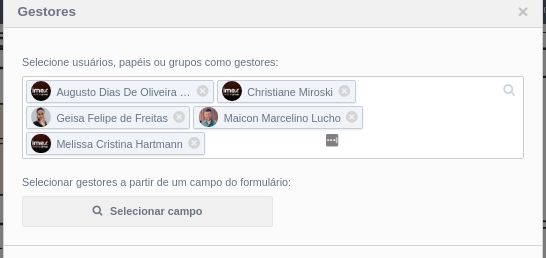 Gestores
Selecione usuários, papéis ou grupos como gestores:
Augusto Dias De Oliveira ...
Christiane Miroski
Geisa Felipe de Freitas
Maicon Marcelino Lucho
Melissa Cristina Hartmann
Selecionar gestores a partir de um campo do formulário:
Selecionar campo